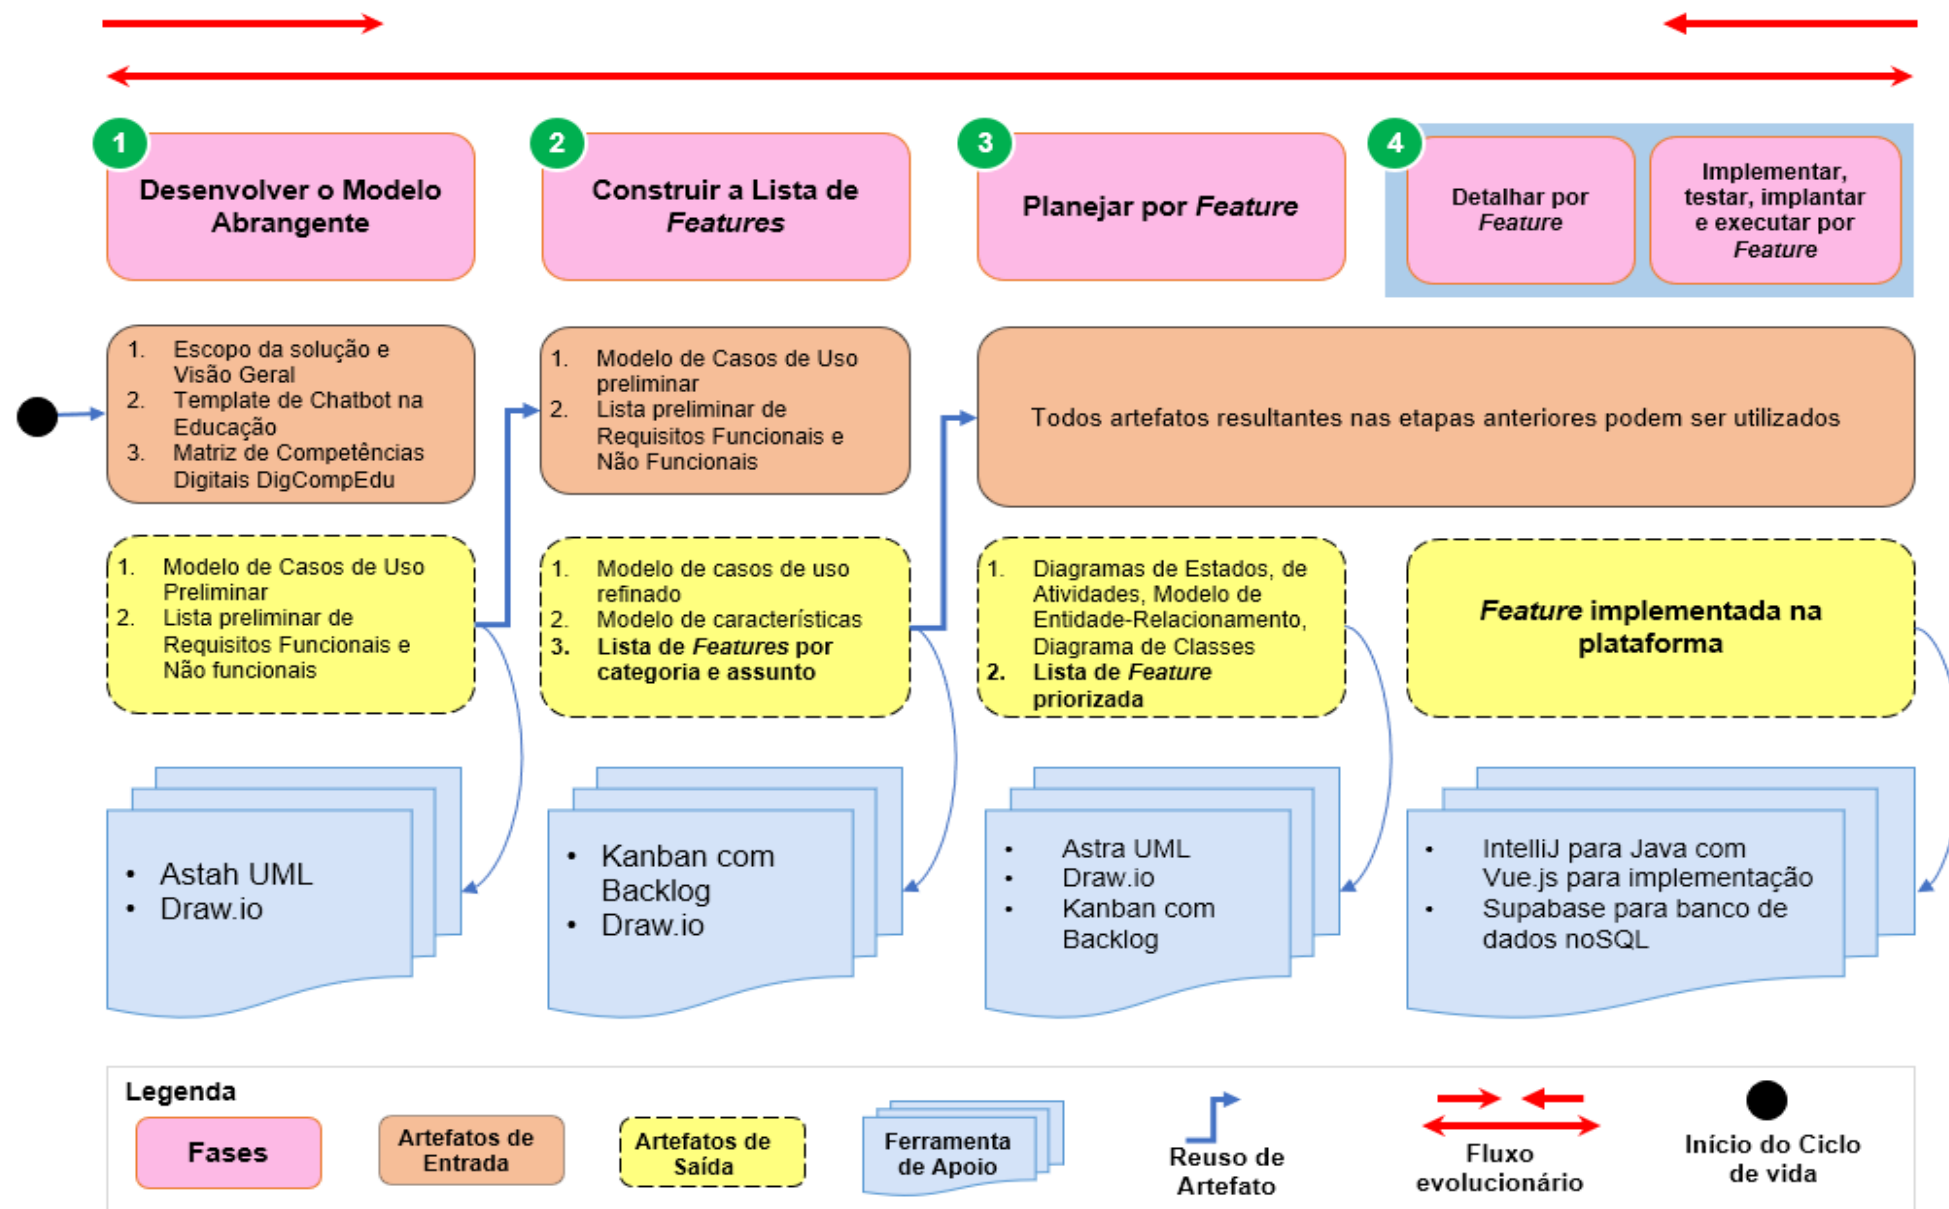 1
Desenvolver o Modelo
Abrangente
2
Construir a Lista de
Features
3
Planejar por Feature
4
Detalhar por
Feature
Implementar,
testar, implantar
e executar por
Feature
1. Escopo da solução e
Visão Geral
2. Template de Chatbot na
Educação
3. Matriz de Competências
Digitais DigCompEdu
1. Modelo de Casos de Uso
preliminar
2. Lista preliminar de
Requisitos Funcionais e
Não Funcionais
Todos artefatos resultantes nas etapas anteriores podem ser utilizados
1. Modelo de Casos de Uso
Preliminar
2. Lista preliminar de
Requisitos Funcionais e
Não funcionais
1. Modelo de casos de uso
refinado
2. Modelo de características
3. Lista de Features por
categoria e assunto
1. Diagramas de Estados, de
Atividades, Modelo de
Entidade-Relacionamento,
Diagrama de Classes
2. Lista de Feature
priorizada
Feature implementada na
plataforma
• Astah UML
• Draw.io
• Kanban com
Backlog
• Draw.io
• Astra UML
• Draw.io
• Kanban com
Backlog
• IntelliJ para Java com
Vue.js para implementação
• Supabase para banco de
dados noSQL
Legenda
Fases
Artefatos de
Entrada
Artefatos de
Saída
Ferramenta
de Apoio
Reuso de
Artefato
Fluxo
evolucionário
Início do Ciclo
de vida